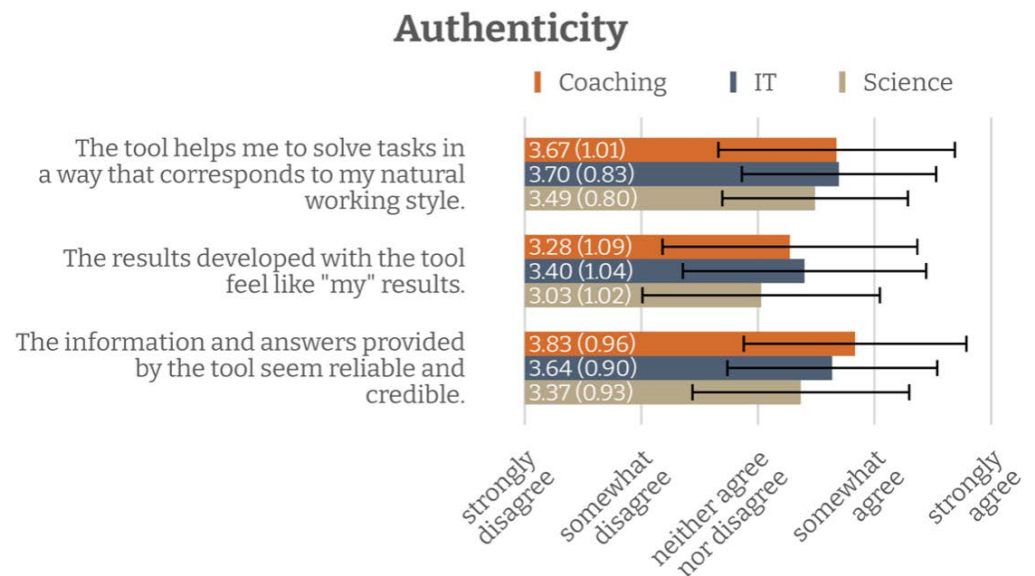 Authenticity
Coaching
IT
Science
The tool helps me to solve tasks in
a way that corresponds to my natural
working style.
3.67 (1.01)
3.70 (0.83)
3.49 (0.80)
The results developed with the tool
feel like "my" results.
3.28 (1.09)
3.40 (1.04)
3.03 (1.02)
The information and answers provided
by the tool seem reliable and
credible.
3.83 (0.96)
3.64 (0.90)
3.37 (0.93)
strongly
disagree
somewhat
disagree
neither agree
nor disagree
somewhat
agree
strongly
agree